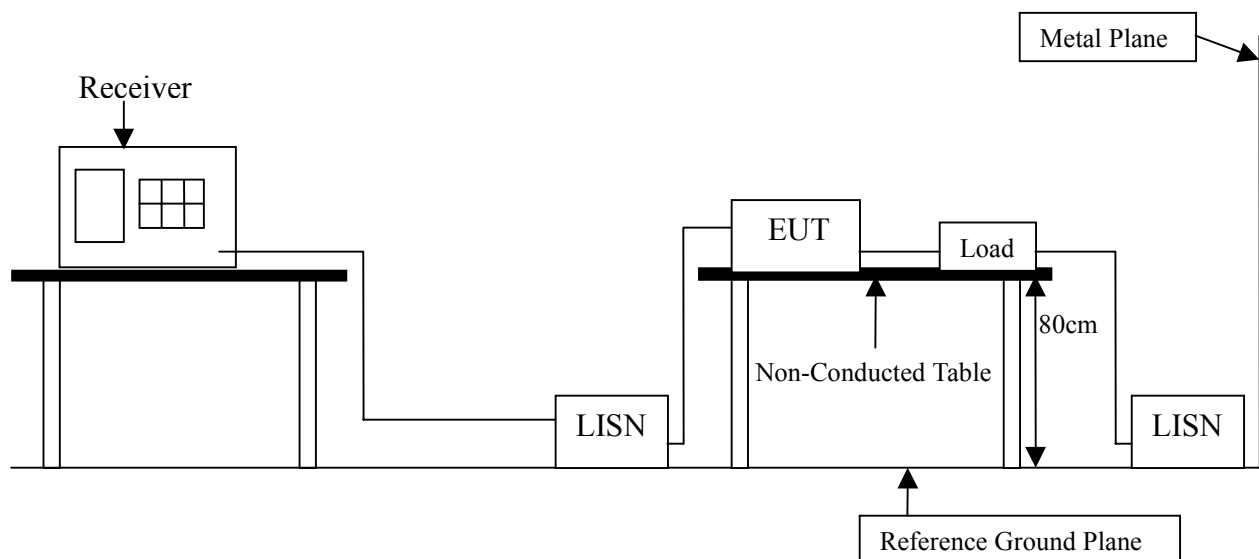 Metal Plane
Receiver
EUT
Load
80cm
Non-Conducted Table
LISN
LISN
Reference Ground Plane